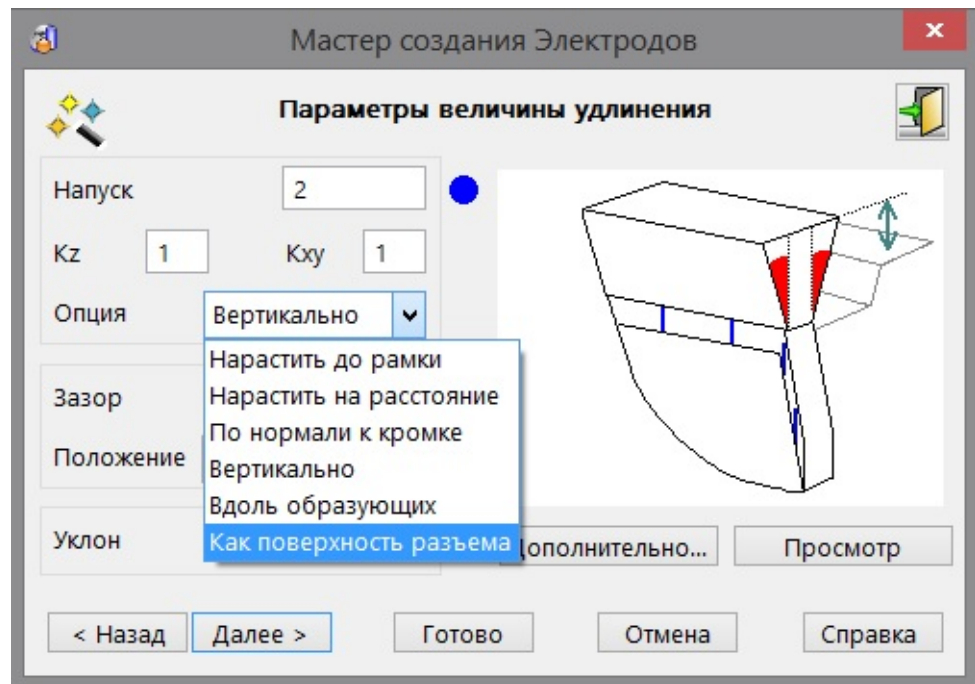 Мастер создания Электродов
x
Параметры величины удлинения
Напуск 2
Kz 1 Kxy 1
Опция Вертикально
Нарастить до рамки
Нарастить на расстояние
По нормали к кромке
Вертикально
Вдоль образующих
Как поверхность разъема
Зазор
Положение
Уклон
Дополнительно... Просмотр
< Назад Далее > Готово Отмена Справка